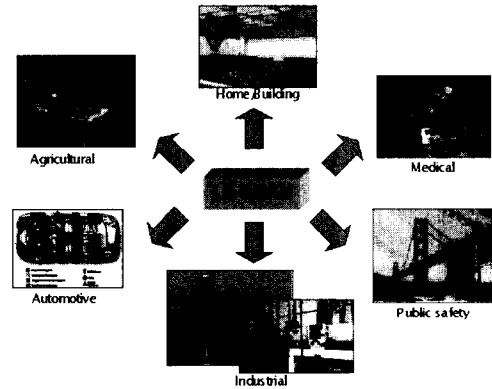 Home/Building
Agricultural
Medical
Automotive
Public safety
Industrial